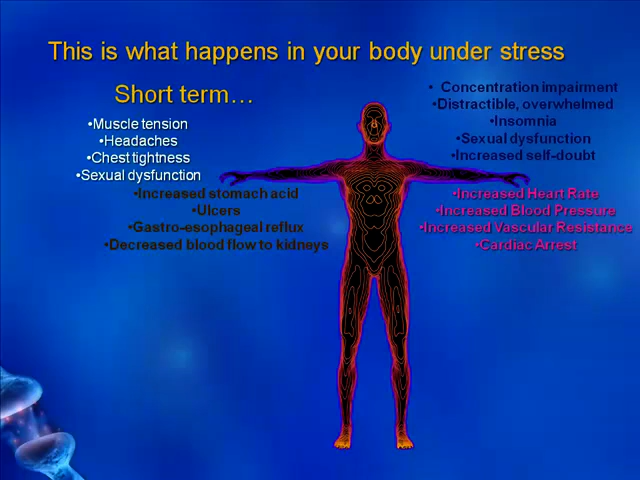 This is what happens in your body under stress
Short term…
•Muscle tension
•Headaches
•Chest tightness
•Sexual dysfunction
•Increased stomach acid
•Ulcers
•Gastro-esophageal reflux
•Decreased blood flow to kidneys
• Concentration impairment
•Distractible, overwhelmed
•Insomnia
•Sexual dysfunction
•Increased self-doubt
•Increased Heart Rate
•Increased Blood Pressure
•Increased Vascular Resistance
•Cardiac Arrest